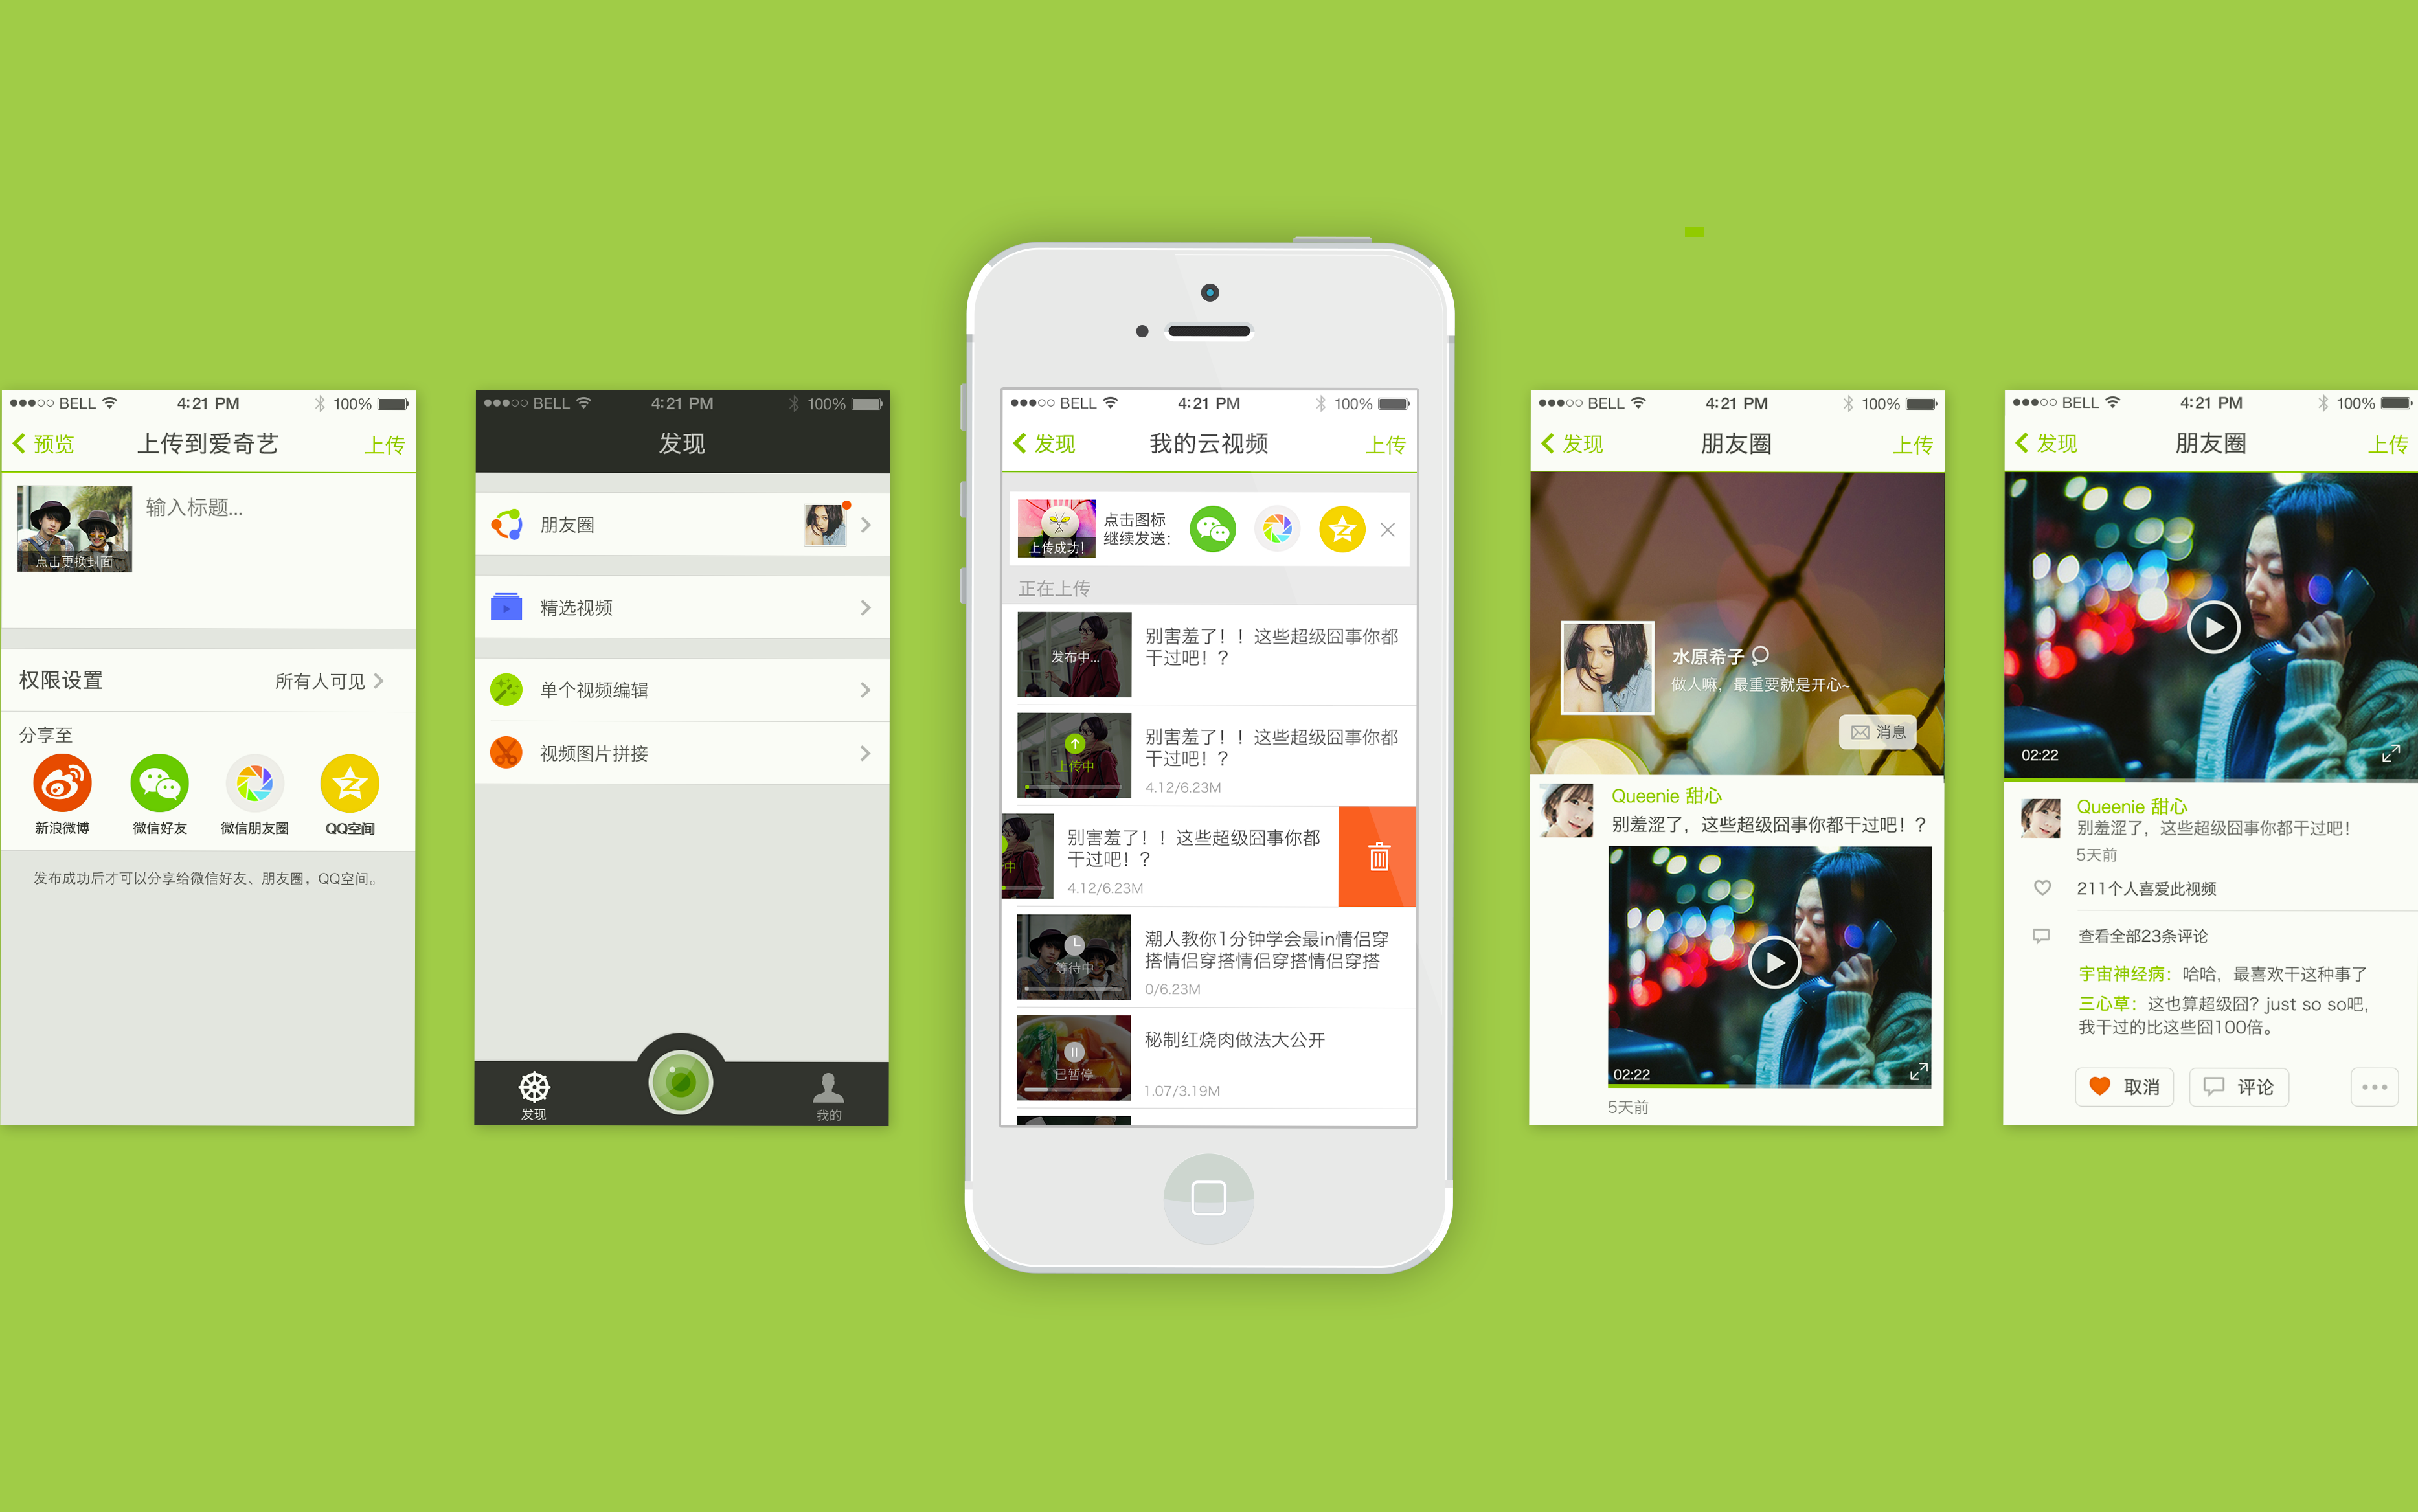 BELL 4:21 PM 100%
预览 上传到爱奇艺 上传
输入标题...
点击更换封面
权限设置 所有人可见
分享至
新浪微博 微信好友 微信朋友圈 QQ空间
发布成功后才可以分享给微信好友、朋友圈，QQ空间。
BELL 4:21 PM 100%
发现
朋友圈
精选视频
单个视频编辑
视频图片拼接
发现 我的
BELL 4:21 PM 100%
发现 我的云视频 上传
上传成功!
点击图标
继续发送：
正在上传
发布中...
别害羞了！！这些超级囧事你都
干过吧！？
上传中
别害羞了！！这些超级囧事你都
干过吧！？
4.12/6.23M
中
别害羞了！！这些超级囧事你都
干过吧！？
4.12/6.23M
等待中
潮人教你1分钟学会最in情侣穿
搭情侣穿搭情侣穿搭情侣穿搭
0/6.23M
已暂停
秘制红烧肉做法大公开
1.07/3.19M
BELL 4:21 PM 100%
发现 朋友圈 上传
水原希子
做人嘛，最重要就是开心~
消息
Queenie 甜心
别羞涩了，这些超级囧事你都干过吧！？
02:22
5天前
BELL 4:21 PM 100%
发现 朋友圈 上传
02:22
Queenie 甜心
别羞涩了，这些超级囧事你都干过吧！
5天前
211个人喜爱此视频
查看全部23条评论
宇宙神经病：哈哈，最喜欢干这种事了
三心草：这也算超级囧？just so so吧，
我干过的比这些囧100倍。
取消 评论